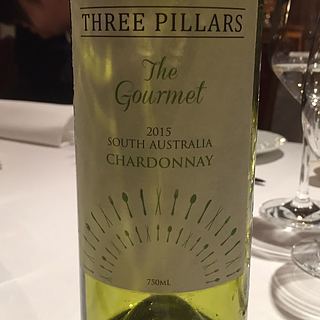 THREE PILLARS
The
Gourmet
2015
SOUTH AUSTRALIA
CHARDONNAY
750ML